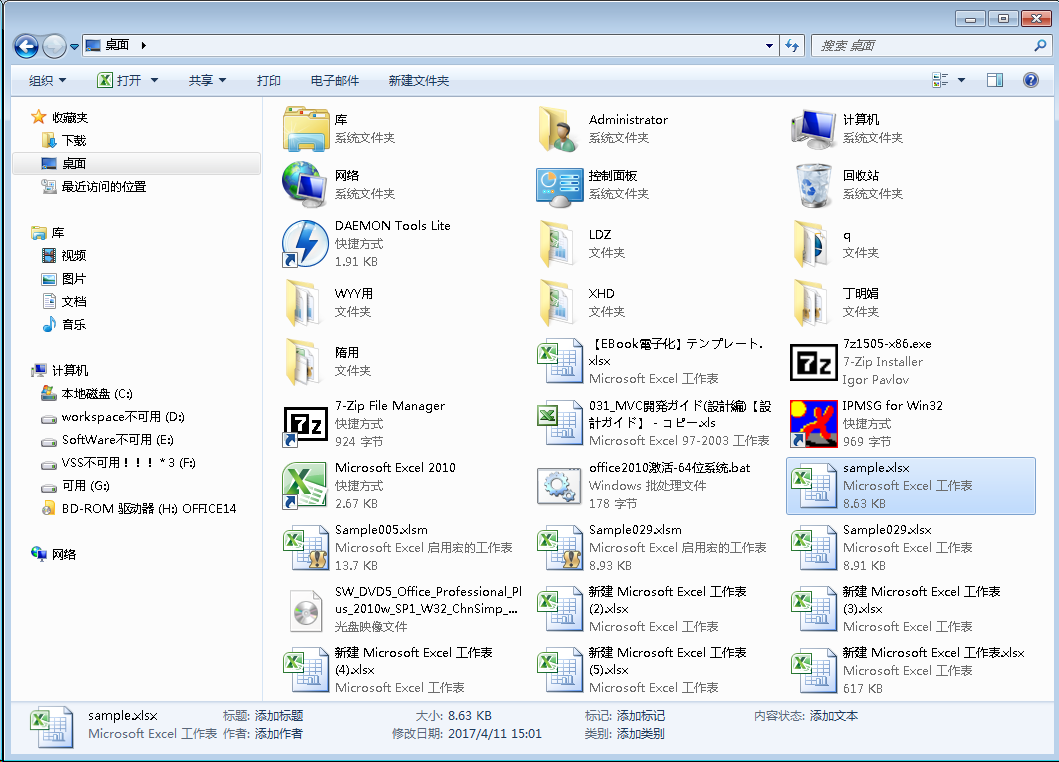 桌面
搜索 桌面
组织 打开 共享 打印 电子邮件 新建文件夹
收藏夹
下载
桌面
最近访问的位置
库
视频
图片
文档
音乐
计算机
本地磁盘 (C:)
workspace不可用 (D:)
SoftWare不可用 (E:)
VSS不可用！！！*3 (F:)
可用 (G:)
BD-ROM 驱动器 (H:) OFFICE14
网络
库
系统文件夹
Administrator
系统文件夹
计算机
系统文件夹
网络
系统文件夹
控制面板
系统文件夹
回收站
系统文件夹
DAEMON Tools Lite
快捷方式
1.91 KB
LDZ
文件夹
q
文件夹
WYY用
文件夹
XHD
文件夹
丁明娟
文件夹
隋用
文件夹
【EBook電子化】テンプレート.
xlsx
Microsoft Excel 工作表
7z1505-x86.exe
7-Zip Installer
Igor Pavlov
7-Zip File Manager
快捷方式
924 字节
031_MVC開発ガイド(設計編)【設
計ガイド】 - コピー.xls
Microsoft Excel 97-2003 工作表
IPMSG for Win32
快捷方式
969 字节
Microsoft Excel 2010
快捷方式
2.67 KB
office2010激活-64位系统.bat
Windows 批处理文件
178 字节
sample.xlsx
Microsoft Excel 工作表
8.63 KB
Sample005.xlsm
Microsoft Excel 启用宏的工作表
13.7 KB
Sample029.xlsm
Microsoft Excel 启用宏的工作表
8.93 KB
Sample029.xlsx
Microsoft Excel 工作表
8.91 KB
SW_DVD5_Office_Professional_Pl
us_2010w_SP1_W32_ChnSimp_...
光盘映像文件
新建 Microsoft Excel 工作表
(2).xlsx
Microsoft Excel 工作表
新建 Microsoft Excel 工作表
(3).xlsx
Microsoft Excel 工作表
新建 Microsoft Excel 工作表
(4).xlsx
Microsoft Excel 工作表
新建 Microsoft Excel 工作表
(5).xlsx
Microsoft Excel 工作表
新建 Microsoft Excel 工作表.xlsx
Microsoft Excel 工作表
617 KB
sample.xlsx 标题: 添加标题 大小: 8.63 KB 标记: 添加标记 内容状态: 添加文本
Microsoft Excel 工作表 作者: 添加作者 修改日期: 2017/4/11 15:01 类别: 添加类别